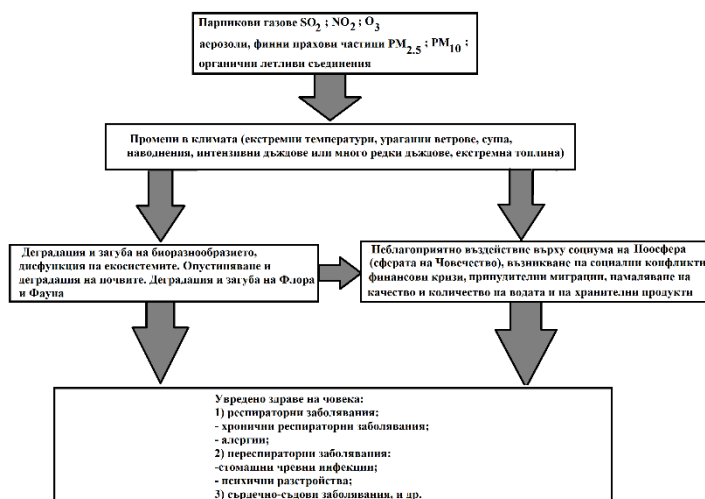 Парникови газове SO2 ; NO2 ; O3
аерозоли, финни прахови частици PM2.5 ; PM10 ;
органични летливи съединения
Промени в климата (екстремни температури, ураганни ветрове, суша,
наводнения, интензивни дъждове или много редки дъждове, екстремна топлина)
Деградация и загуба на биоразнообразието,
дисфункция на екосистемите. Опустиняване и
деградация на почвите. Деградация и загуба на Флора
и Фауна
Неблагоприятно въздействие върху социума на Ноосфера
(сферата на Човечество), възникване на социални конфликти
финансови кризи, принудителни миграции, намаляване на
качество и количество на водата и на хранителни продукти
Увредено здраве на човека:
1) респираторни заболявания:
- хронични респираторни заболявания;
- алергии;
2) нереспираторни заболявания:
-стомашни чревни инфекции;
- психични разстройства;
3) сърдечно-съдови заболявания, и др.